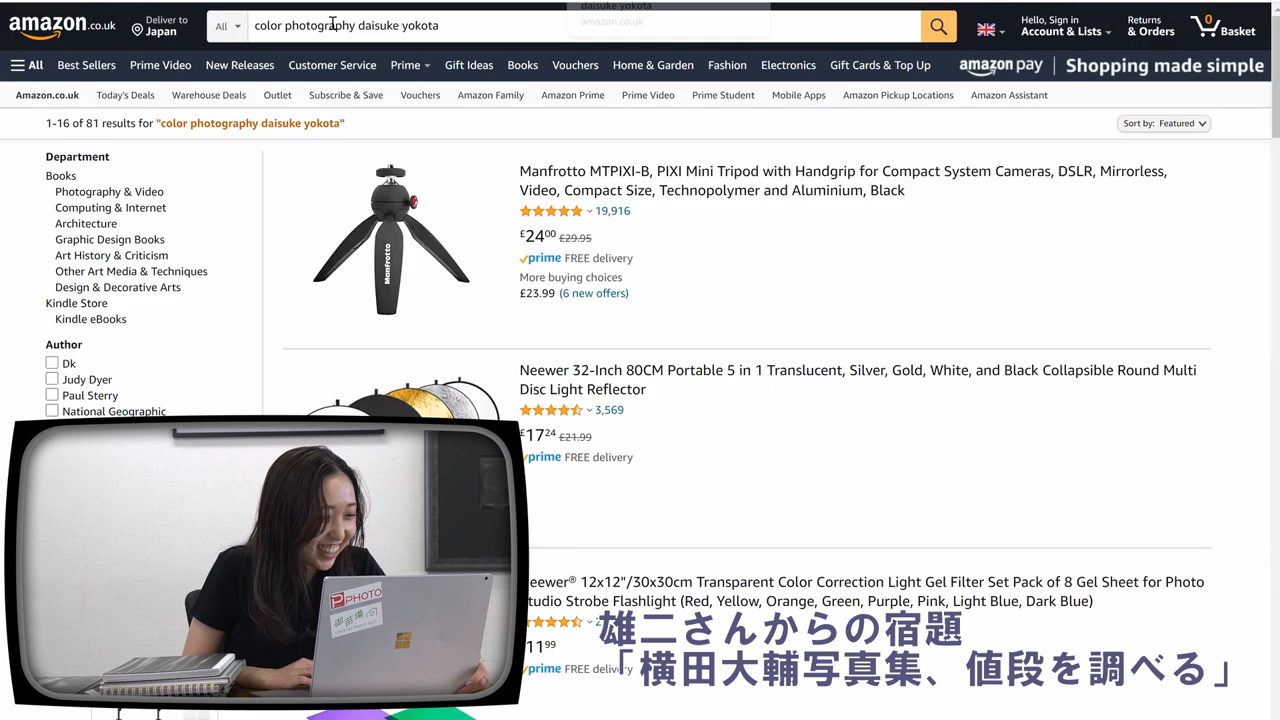 daisuke yokota
amazon.co.uk
amazon.co.uk
Deliver to
Japan
All
color photography daisuke yokota
Hello, Sign in
Account & Lists
Returns
& Orders
0
Basket
All
Best Sellers
Prime Video
New Releases
Customer Service
Prime
Gift Ideas
Books
Vouchers
Home & Garden
Fashion
Electronics
Gift Cards & Top Up
amazon pay | Shopping made simple
Amazon.co.uk
Today's Deals
Warehouse Deals
Outlet
Subscribe & Save
Vouchers
Amazon Family
Amazon Prime
Prime Video
Prime Student
Mobile Apps
Amazon Pickup Locations
Amazon Assistant
1-16 of 81 results for "color photography daisuke yokota"
Sort by: Featured
Department
Books
Photography & Video
Computing & Internet
Architecture
Graphic Design Books
Art History & Criticism
Other Art Media & Techniques
Design & Decorative Arts
Kindle Store
Kindle eBooks
Author
Dk
Judy Dyer
Paul Sterry
National Geographic
Manfrotto
Manfrotto MTPIXI-B, PIXI Mini Tripod with Handgrip for Compact System Cameras, DSLR, Mirrorless,
Video, Compact Size, Technopolymer and Aluminium, Black
19,916
£2400 £29.95
prime FREE delivery
More buying choices
£23.99 (6 new offers)
Neewer 32-Inch 80CM Portable 5 in 1 Translucent, Silver, Gold, White, and Black Collapsible Round Multi
Disc Light Reflector
3,569
£1724 £21.99
prime FREE delivery
eewer® 12x12"/30x30cm Transparent Color Correction Light Gel Filter Set Pack of 8 Gel Sheet for Photo
tudio Strobe Flashlight (Red, Yellow, Orange, Green, Purple, Pink, Light Blue, Dark Blue)
1199
prime FREE delivery
PHOTO
雄二さんからの宿題
「横田大輔写真集、値段を調べる」